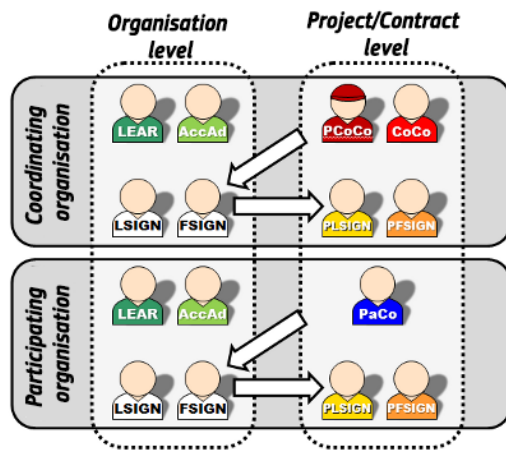 Organisation
level
Project/Contract
level
Coordinating
organisation
LEAR AccAd PCoCo CoCo
LSIGN FSIGN PLSIGN PFSIGN
Participating
organisation
LEAR AccAd PaCo
LSIGN FSIGN PLSIGN PFSIGN